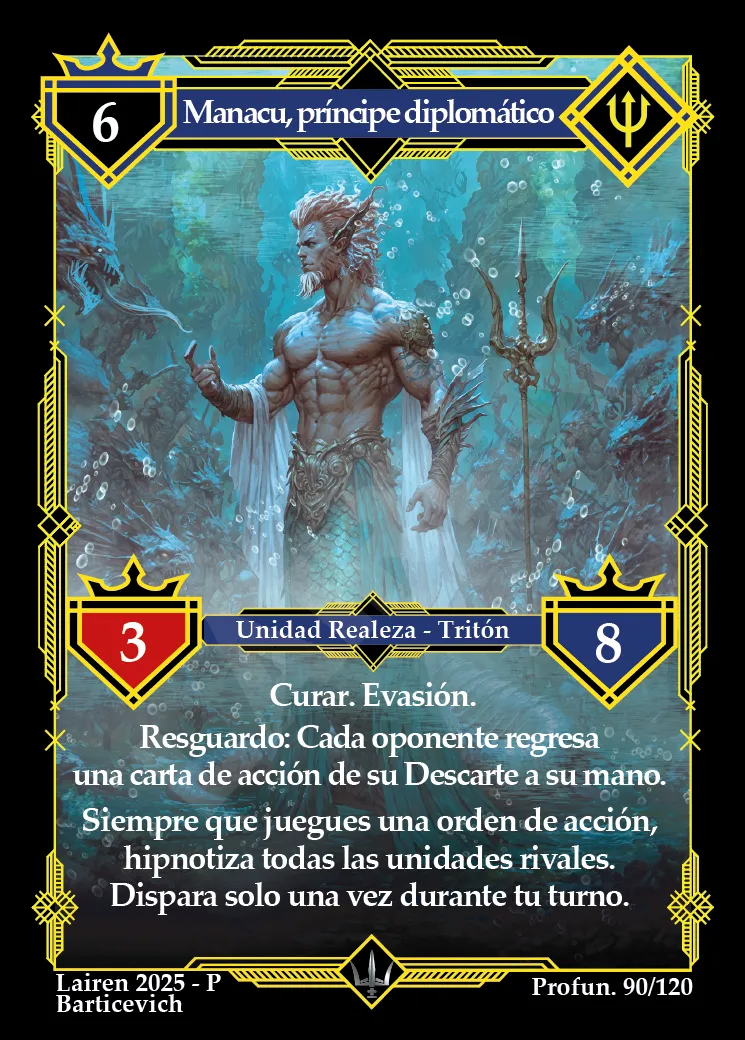 6
Manacu, príncipe diplomático
3
Unidad Realeza - Tritón
8
Curar. Evasión.
Resguardo: Cada oponente regresa
una carta de acción de su Descarte a su mano.
Siempre que juegues una orden de acción,
hipnotiza todas las unidades rivales.
Dispara solo una vez durante tu turno.
Lairen 2025 - P
Barticevich
Profun. 90/120